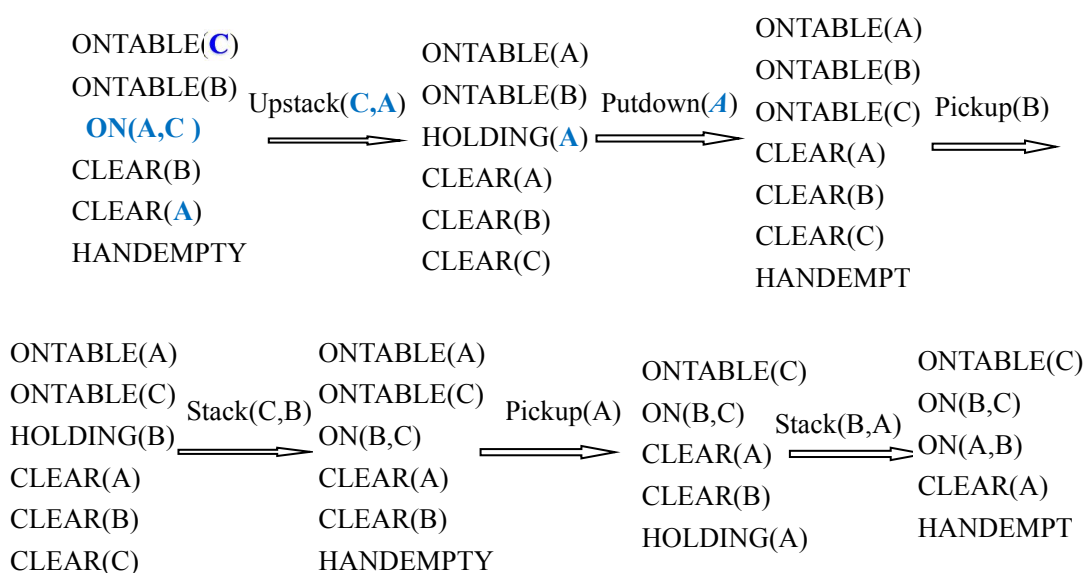 ONTABLE(C)
ONTABLE(B)
ON(A,C )
CLEAR(B)
CLEAR(A)
HANDEMPTY
Upstack(C,A)
ONTABLE(A)
ONTABLE(B)
HOLDING(A)
CLEAR(A)
CLEAR(B)
CLEAR(C)
Putdown(A)
ONTABLE(A)
ONTABLE(B)
ONTABLE(C)
CLEAR(A)
CLEAR(B)
CLEAR(C)
HANDEMPT
Pickup(B)
ONTABLE(A)
ONTABLE(C)
HOLDING(B)
CLEAR(A)
CLEAR(B)
CLEAR(C)
Stack(C,B)
ONTABLE(A)
ONTABLE(C)
ON(B,C)
CLEAR(A)
CLEAR(B)
HANDEMPTY
Pickup(A)
ONTABLE(C)
ON(B,C)
CLEAR(A)
CLEAR(B)
HOLDING(A)
Stack(B,A)
ONTABLE(C)
ON(B,C)
ON(A,B)
CLEAR(A)
HANDEMPT